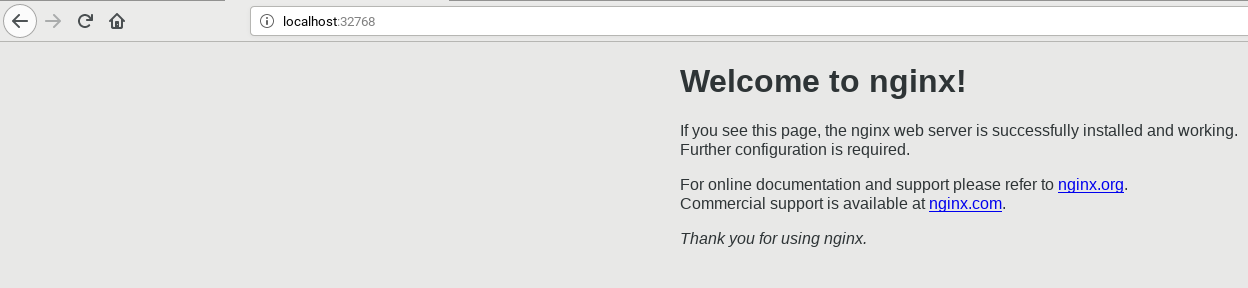 localhost:32768
Welcome to nginx!
If you see this page, the nginx web server is successfully installed and working.
Further configuration is required.
For online documentation and support please refer to nginx.org.
Commercial support is available at nginx.com.
Thank you for using nginx.